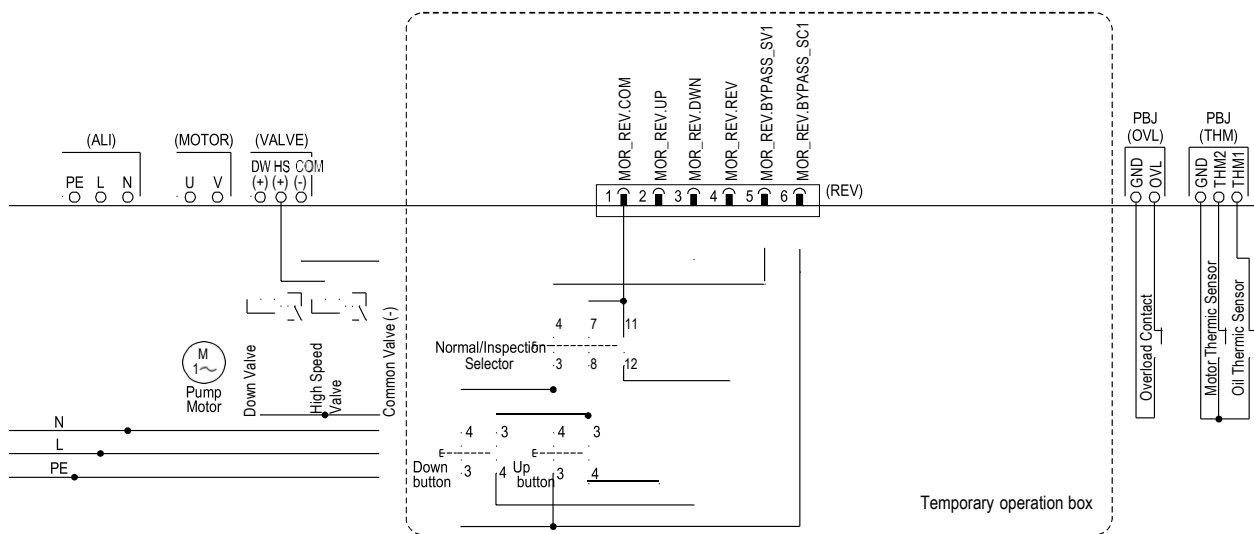 MOR_REV.COM
MOR_REV.UP
MOR_REV.DWN
MOR_REV.REV
MOR_REV.BYPASS_SV1
MOR_REV.BYPASS_SC1
(ALI)
(MOTOR)
(VALVE)
PBJ
(OVL)
PBJ
(THM)
PE L N
U V
DW HS COM
(+) (+) (-)
1 2 3 4 5 6
(REV)
GND
OVL
GND
THM2
THM1
Normal/Inspection
Selector
4 7 11
3 8 12
M
1~
Pump
Motor
Down Valve
High Speed
Valve
Common Valve (-)
Overload Contact
Motor Thermic Sensor
Oil Thermic Sensor
N
L
PE
Down
button
4 3
3 4
Up
button
4 3
3 4
Temporary operation box